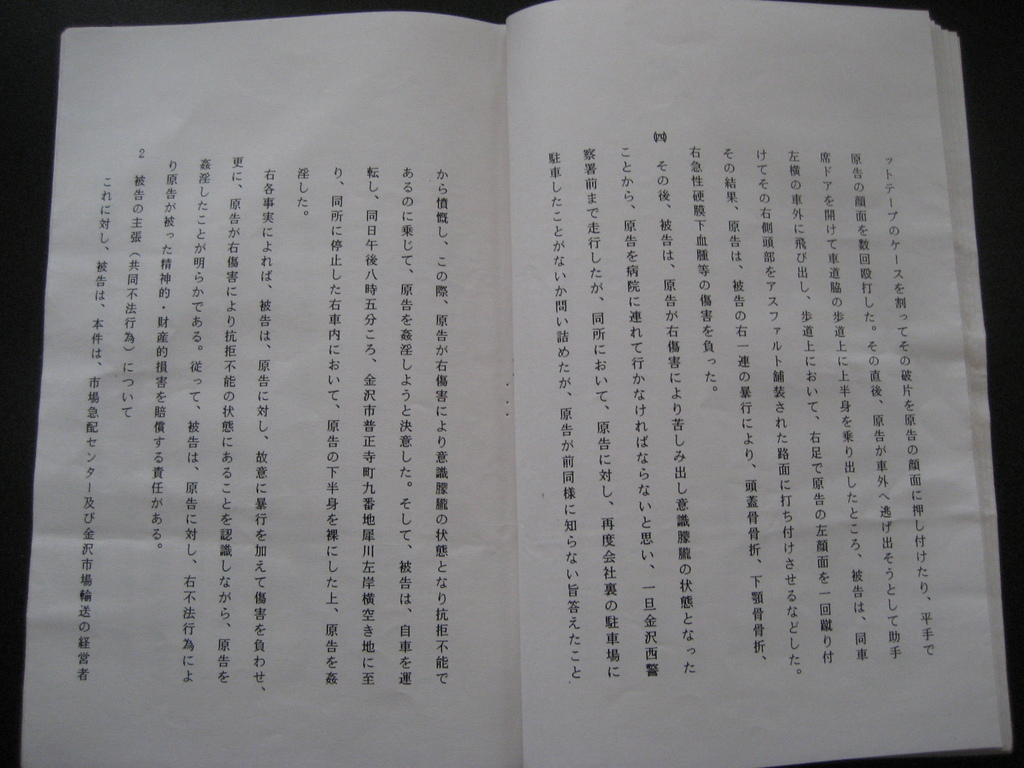 ットテープのケースを割ってその破片を原告の顔面に押し付けたり、平手で
原告の顔面を数回殴打した。その直後、原告が車外へ逃げ出そうとして助手
席ドアを開けて車道脇の歩道上に上半身を乗り出したところ、被告は、同車
左横の車外に飛び出し、歩道上において、右足で原告の左顔面を一回蹴り付
けてその右側頭部をアスファルト舗装された路面に打ち付けさせるなどした。
その結果、原告は、被告の右一連の暴行により、頭蓋骨骨折、下顎骨骨折、
右急性硬膜下血腫等の傷害を負った。
㈣ その後、被告は、原告が右傷害により苦しみ出し意識朦朧の状態となった
ことから、原告を病院に連れて行かなければならないと思い、一旦金沢西警
察署前まで走行したが、同所において、原告に対し、再度会社裏の駐車場に
駐車したことがないか問い詰めたが、原告が前同様に知らない旨答えたこと
から憤慨し、この際、原告が右傷害により意識朦朧の状態となり抗拒不能で
あるのに乗じて、原告を姦淫しようと決意した。そして、被告は、自車を運
転し、同日午後八時五分ころ、金沢市普正寺町九番地犀川左岸横空き地に至
り、同所に停止した右車内において、原告の下半身を裸にした上、原告を姦
淫した。
右各事実によれば、被告は、原告に対し、故意に暴行を加えて傷害を負わせ、
更に、原告が右傷害により抗拒不能の状態にあることを認識しながら、原告を
姦淫したことが明らかである。従って、被告は、原告に対し、右不法行為によ
り原告が被った精神的・財産的損害を賠償する責任がある。
2 被告の主張(共同不法行為)について
これに対し、被告は、本件は、市場急配センター及び金沢市場輸送の経営者